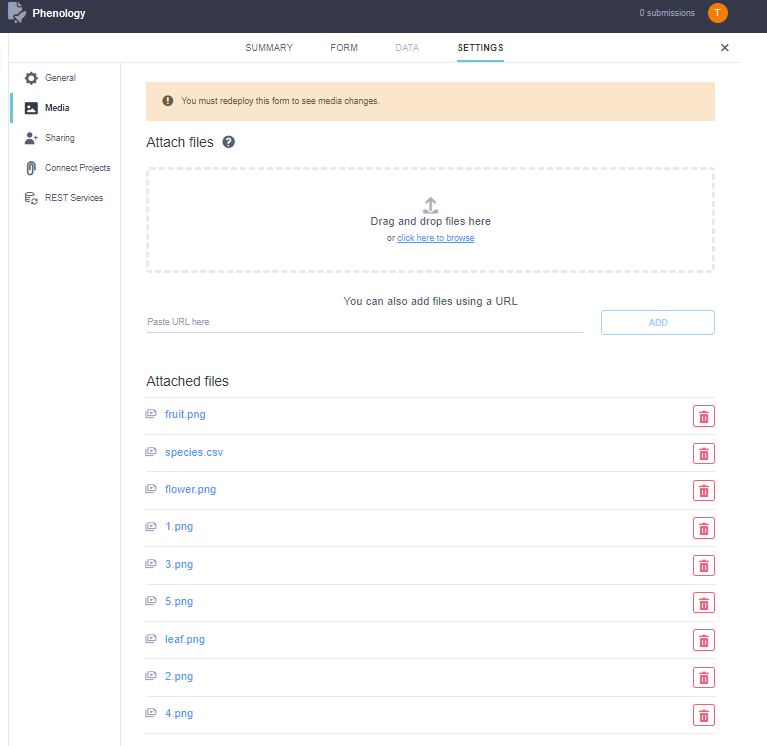 Phenology
0 submissions
T
SUMMARY
FORM
DATA
SETTINGS
General
Media
Sharing
Connect Projects
REST Services
You must redeploy this form to see media changes.
Attach files
Drag and drop files here
or click here to browse
You can also add files using a URL
Paste URL here
ADD
Attached files
fruit.png
species.csv
flower.png
1.png
3.png
5.png
leaf.png
2.png
4.png